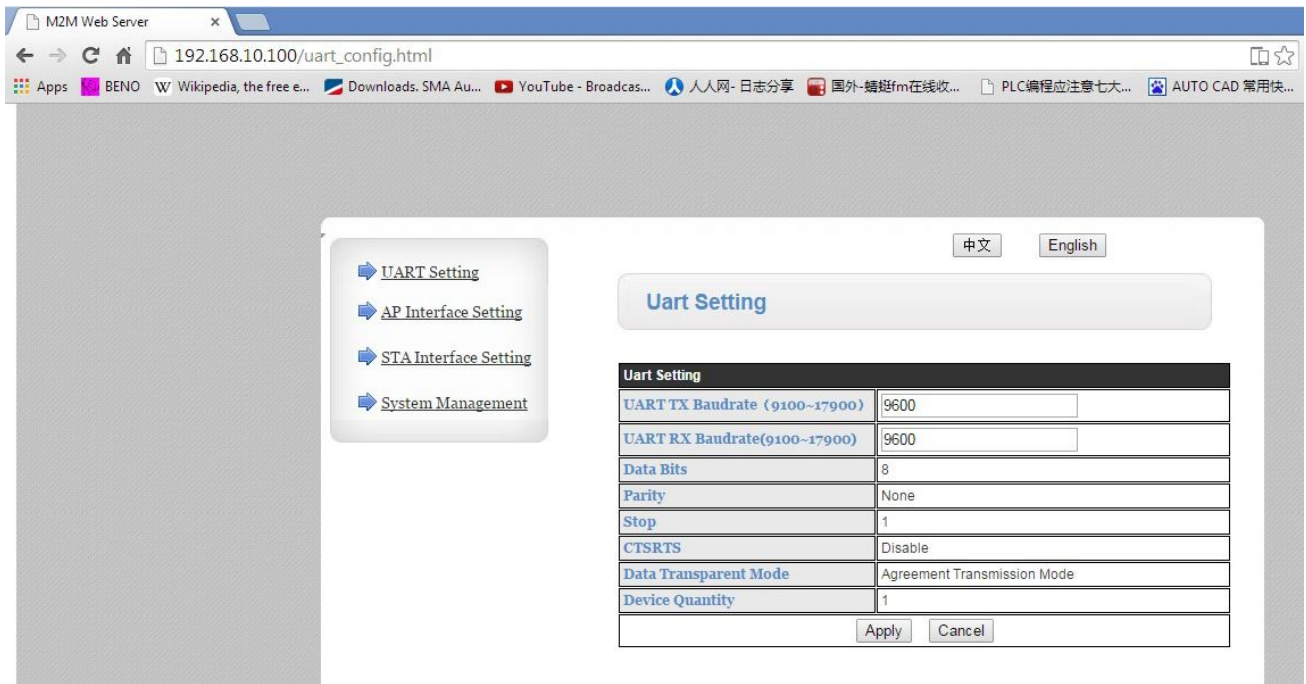 M2M Web Server
192.168.10.100/uart_config.html
Apps BENO Wikipedia, the free e... Downloads. SMA Au... YouTube - Broadcas... 人人网- 日志分享 国外-蜻蜓fm在线收... PLC编程应注意七大... AUTO CAD 常用快...
中文 English
UART Setting
AP Interface Setting
STA Interface Setting
System Management
Uart Setting
Uart Setting
UART TX Baudrate（9100~17900） 9600
UART RX Baudrate(9100~17900) 9600
Data Bits 8
Parity None
Stop 1
CTSRTS Disable
Data Transparent Mode Agreement Transmission Mode
Device Quantity 1
Apply Cancel